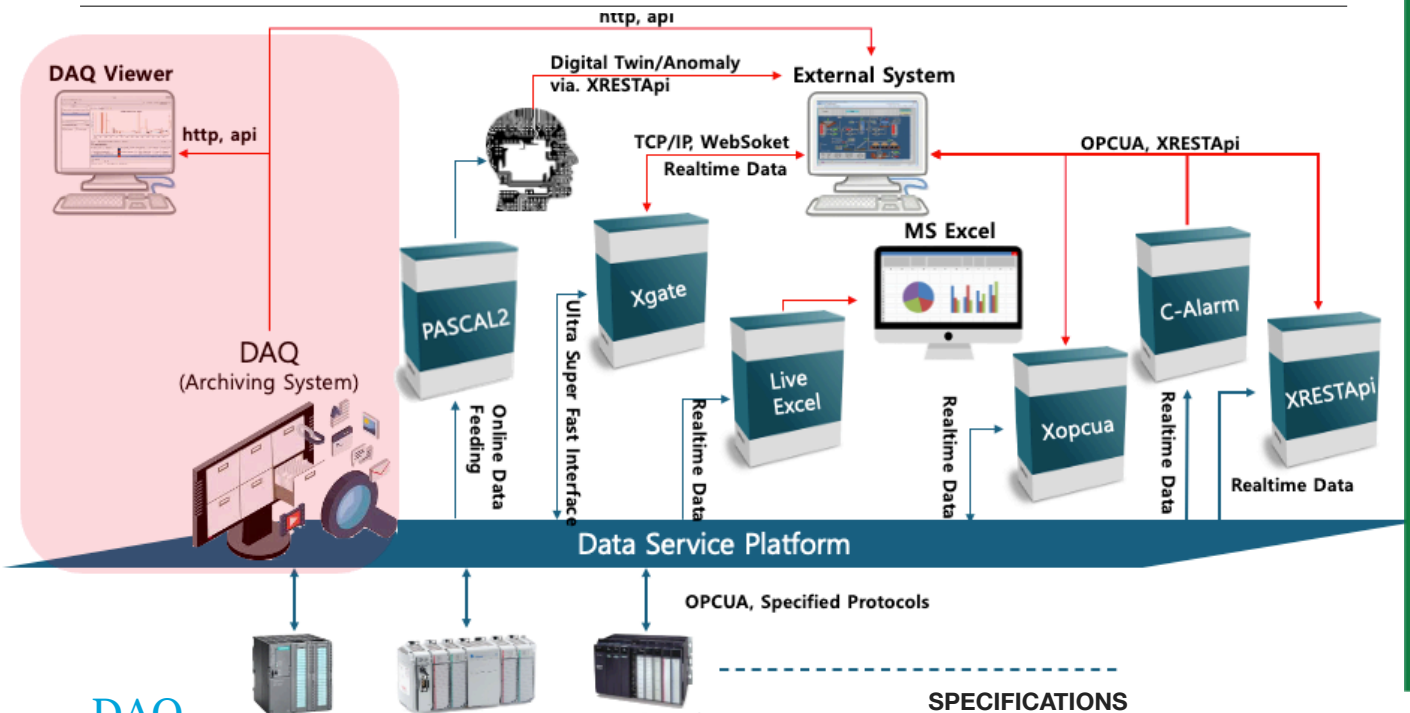 http, api
DAQ Viewer
http, api
Digital Twin/Anomaly
via. XRESTApi
External System
TCP/IP, WebSoket
Realtime Data
OPCUA, XRESTApi
MS Excel
PASCAL2
Xgate
Live
Excel
C-Alarm
Xopcua
XRESTApi
DAQ
(Archiving System)
Online Data
Feeding
Ultra Super Fast Interface
Realtime Data
Realtime Data
Realtime Data
Realtime Data
Data Service Platform
OPCUA, Specified Protocols
DAQ
SPECIFICATIONS